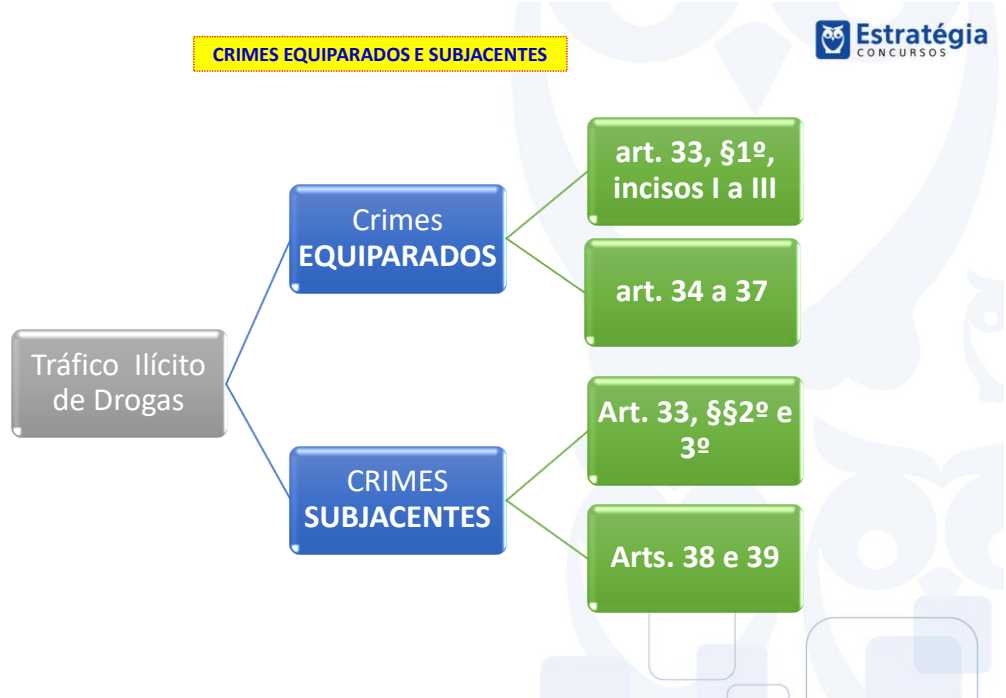 CRIMES EQUIPARADOS E SUBJACENTES
Estratégia
CONCURSOS
art. 33, §1º,
incisos I a III
Crimes
EQUIPARADOS
art. 34 a 37
Tráfico Ilícito
de Drogas
Art. 33, §§2º e
3º
CRIMES
SUBJACENTES
Arts. 38 e 39